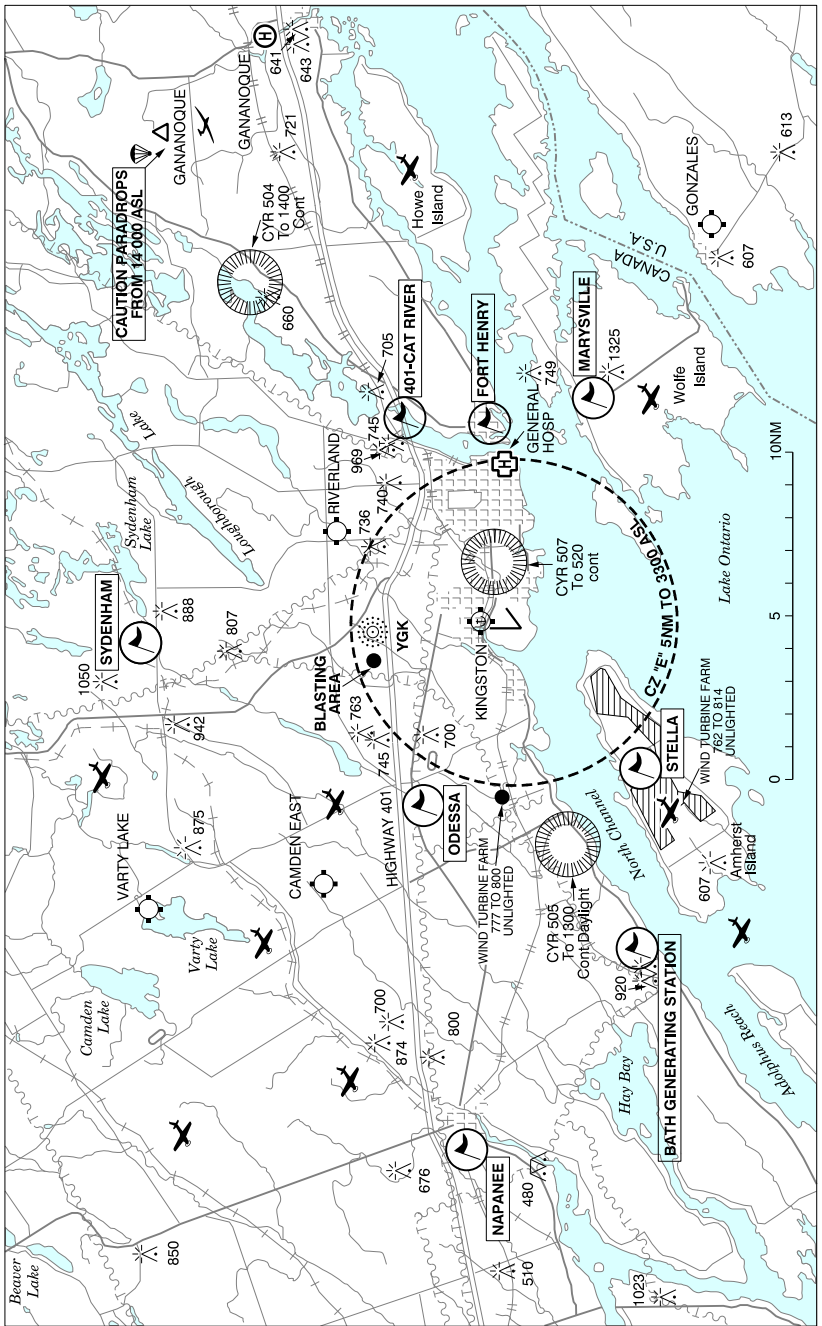 Beaver
Lake
850
1023
510
676
480
NAPANEE
Camden
Lake
874
700
800
Hay Bay
920
BATH GENERATING STATION
Adolphus Reach
VARTY LAKE
Varty
Lake
875
CAMDEN EAST
HIGHWAY 401
ODESSA
WIND TURBINE FARM
777 TO 800
UNLIGHTED
CYR 505
To 1300
Cont Daylight
North Channel
607
Amherst
Island
STELLA
WIND TURBINE FARM
762 TO 814
UNLIGHTED
942
1050
SYDENHAM
888
807
763
745
700
BLASTING
AREA
YGK
KINGSTON
CYR 507
To 520
cont
CZ "E" 5NM TO 3300 ASL
Lake Ontario
0
5
10NM
Sydenham
Lake
Loughborough
Lake
RIVERLAND
736
740
969
745
705
401-CAT RIVER
FORT HENRY
GENERAL
HOSP
H
749
MARYSVILLE
1325
Wolfe
Island
CAUTION PARADROPS
FROM 14 000 ASL
GANANOQUE
GANANOQUE
H
641
643
721
CYR 504
To 1400
Cont
660
Howe
Island
CANADA
U.S.A.
GONZALES
607
613